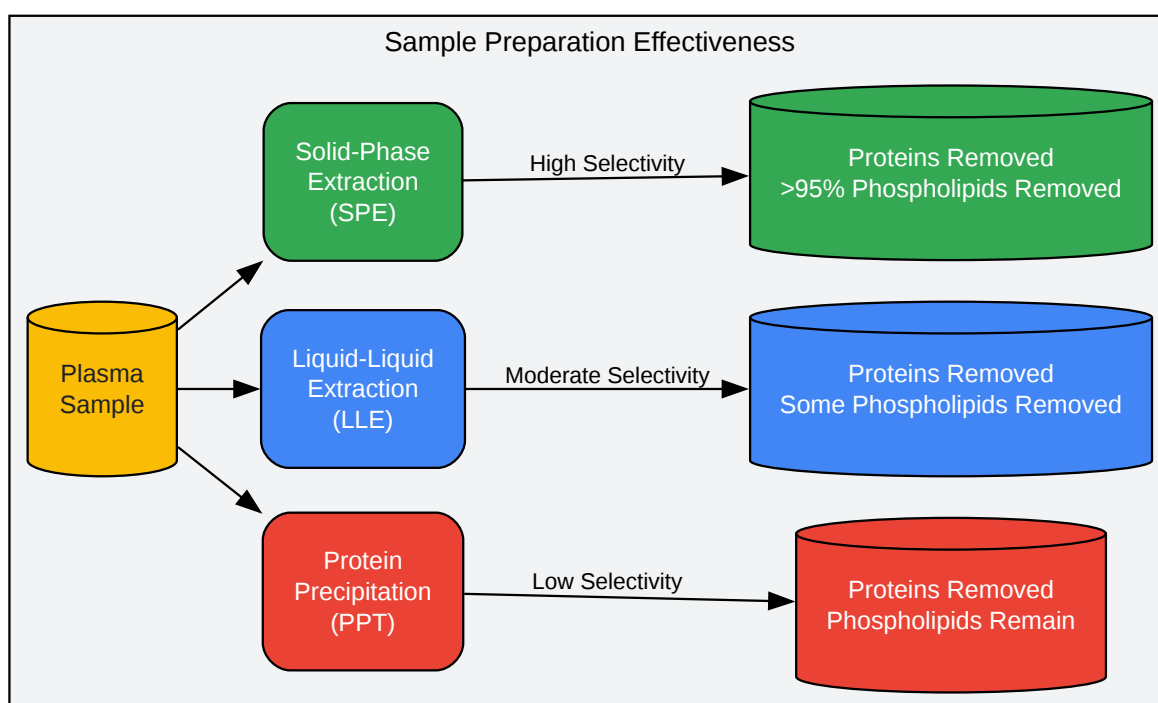 Sample Preparation Effectiveness
Solid-Phase
Extraction
(SPE)
High Selectivity
Proteins Removed
>95% Phospholipids Removed
Plasma
Sample
Liquid-Liquid
Extraction
(LLE)
Moderate Selectivity
Proteins Removed
Some Phospholipids Removed
Protein
Precipitation
(PPT)
Low Selectivity
Proteins Removed
Phospholipids Remain